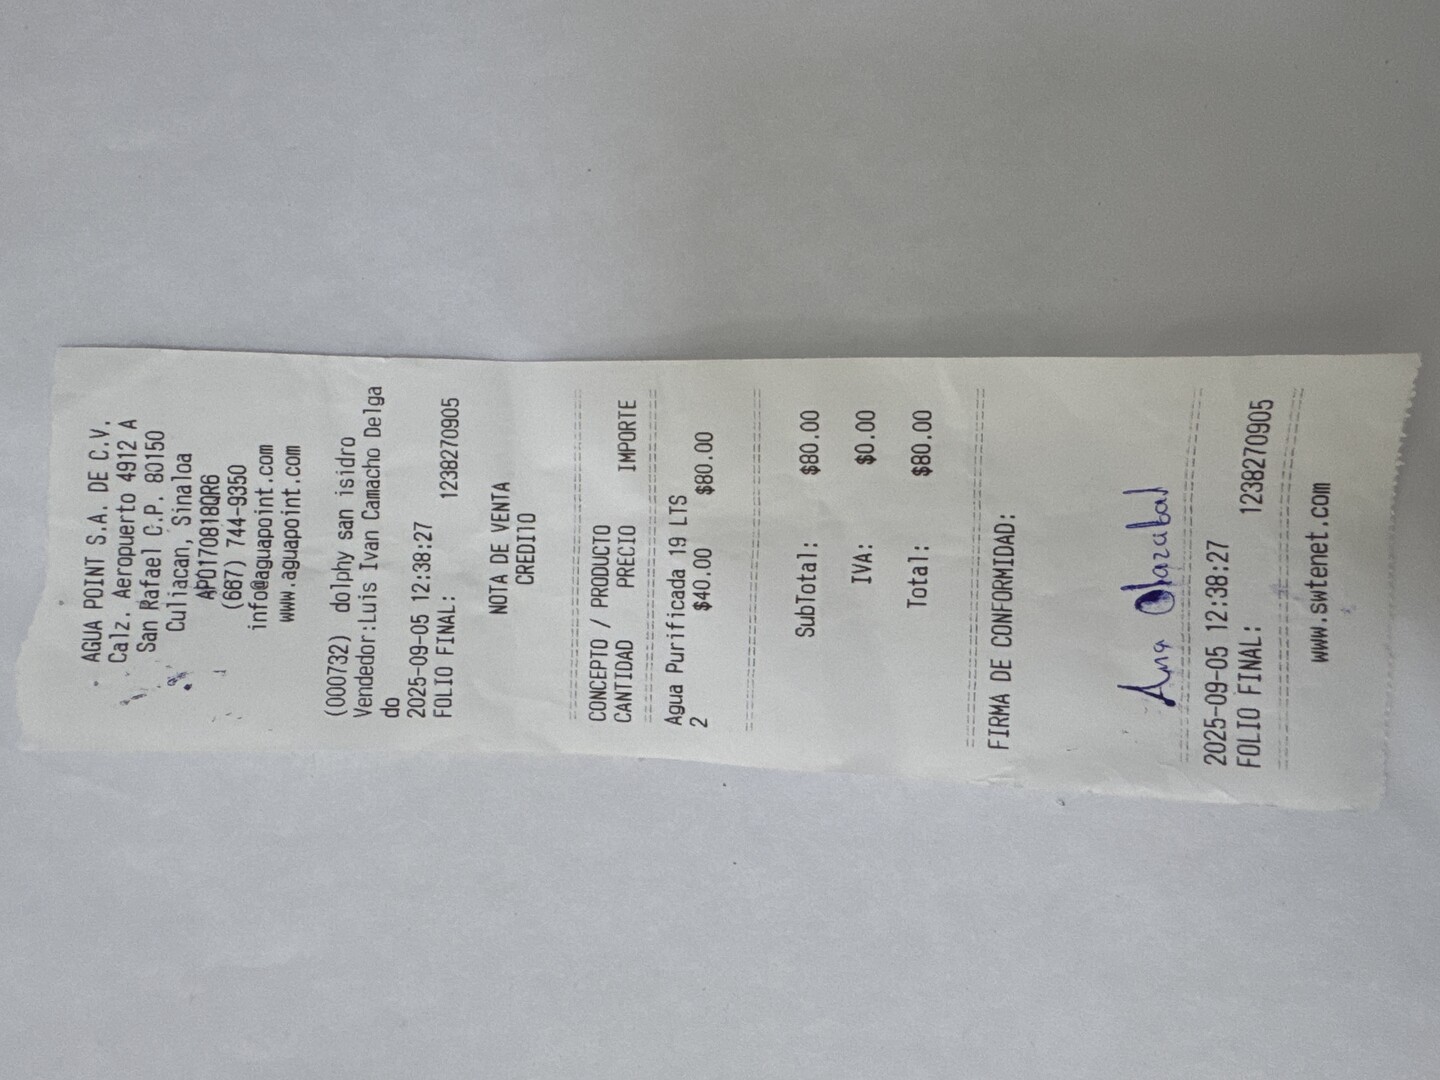 AGUA POINT S.A. DE C.V.
Calz. Aeropuerto 4912 A
San Rafael C.P. 80150
Culiacan, Sinaloa
APO170818QR6
(667) 744-9350
info@aguapoint.com
www.aguapoint.com
(000732) dolphy san isidro
Vendedor:Luis Ivan Camacho Delga
do
2025-09-05 12:38:27
FOLIO FINAL: 1238270905
NOTA DE VENTA
CREDITO
CONCEPTO / PRODUCTO
CANTIDAD PRECIO IMPORTE
Agua Purificada 19 LTS
2 $40.00 $80.00
SubTotal: $80.00
IVA: $0.00
Total: $80.00
FIRMA DE CONFORMIDAD:
Ana Olazabal
2025-09-05 12:38:27
FOLIO FINAL: 1238270905
www.swtenet.com